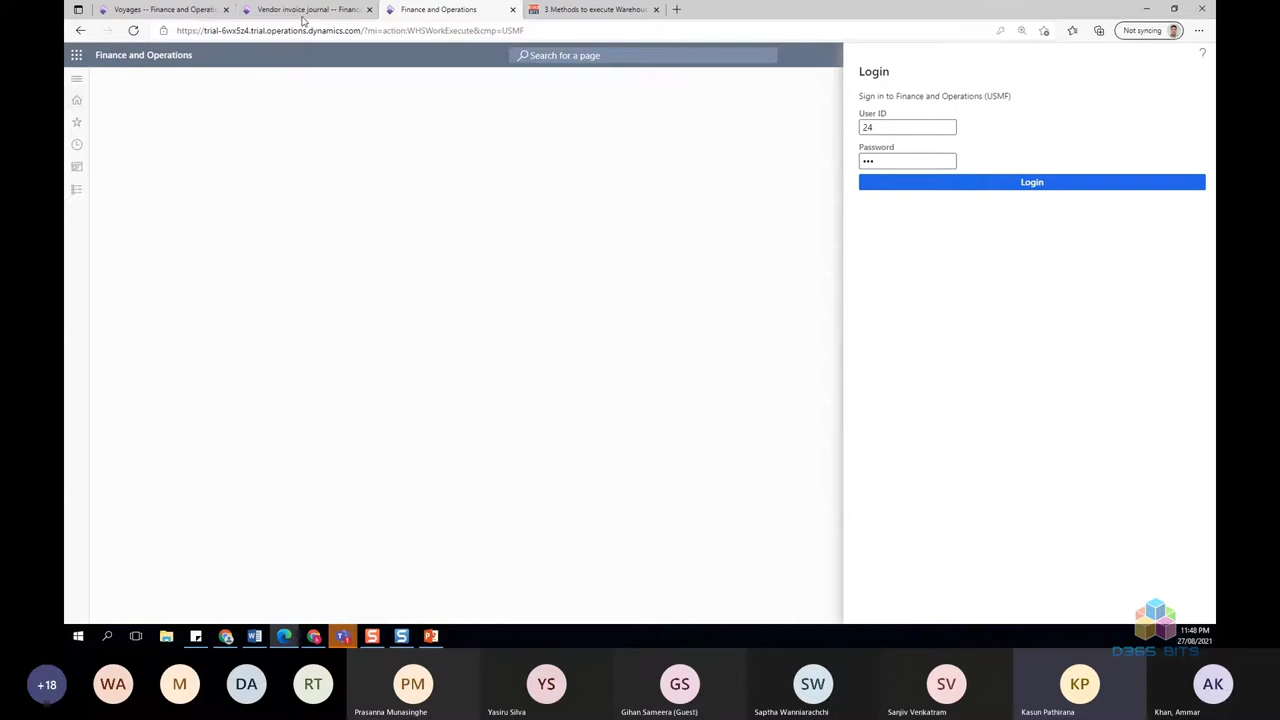 Voyages -- Finance and Operati
Vendor invoice journal -- Financ
Finance and Operations
3 Methods to execute Warehous
https://trial-6wx5z4.trial.operations.dynamics.com/?mi=action:WHSWorkExecute&cmp=USMF
Not syncing
Finance and Operations
Search for a page
?
Login
Sign in to Finance and Operations (USMF)
User ID
24
Password
•••
Login
11:48 PM
27/08/2021
D365 BITS
+18
WA
M
DA
RT
PM
Prasanna Munasinghe
YS
Yasiru Silva
GS
Gihan Sameera (Guest)
SW
Saptha Wanniarachchi
SV
Sanjiv Venkatram
KP
Kasun Pathirana
AK
Khan, Ammar